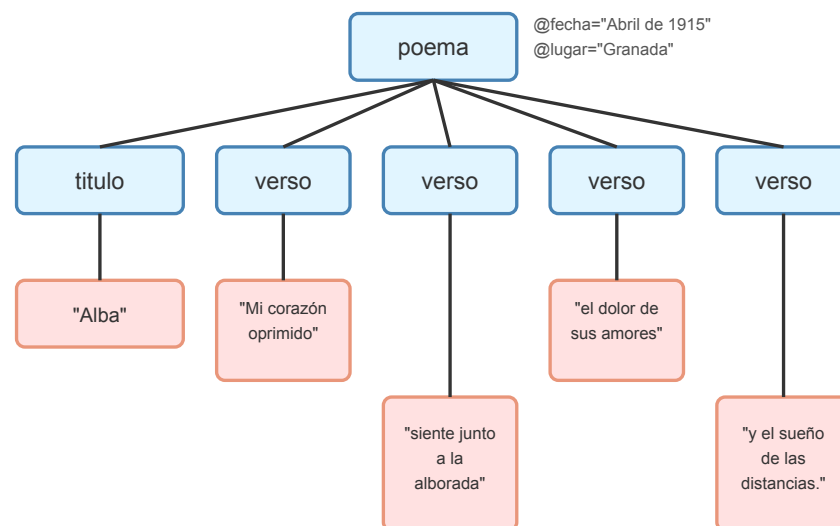 poema
@fecha="Abril de 1915"
@lugar="Granada"
titulo
verso
verso
verso
verso
"Alba"
"Mi corazón
oprimido"
"el dolor de
sus amores"
"siente junto
a la
alborada"
"y el sueño
de las
distancias."